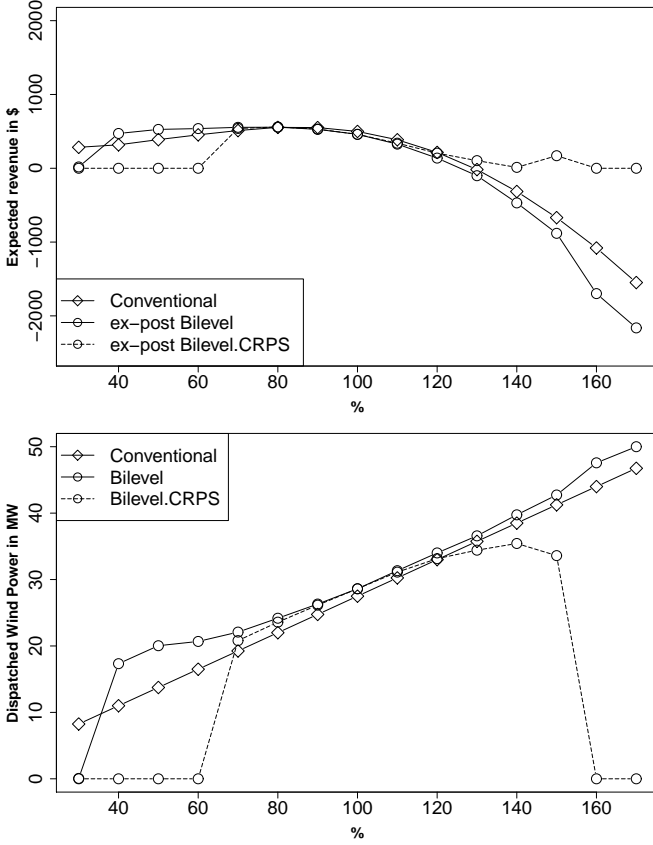 Expected revenue in $
2000
1000
0
−1000
−2000
Conventional
ex−post Bilevel
ex−post Bilevel.CRPS
40 60 80 100 120 140 160
%
Dispatched Wind Power in MW
50
40
30
20
10
0
Conventional
Bilevel
Bilevel.CRPS
40 60 80 100 120 140 160
%